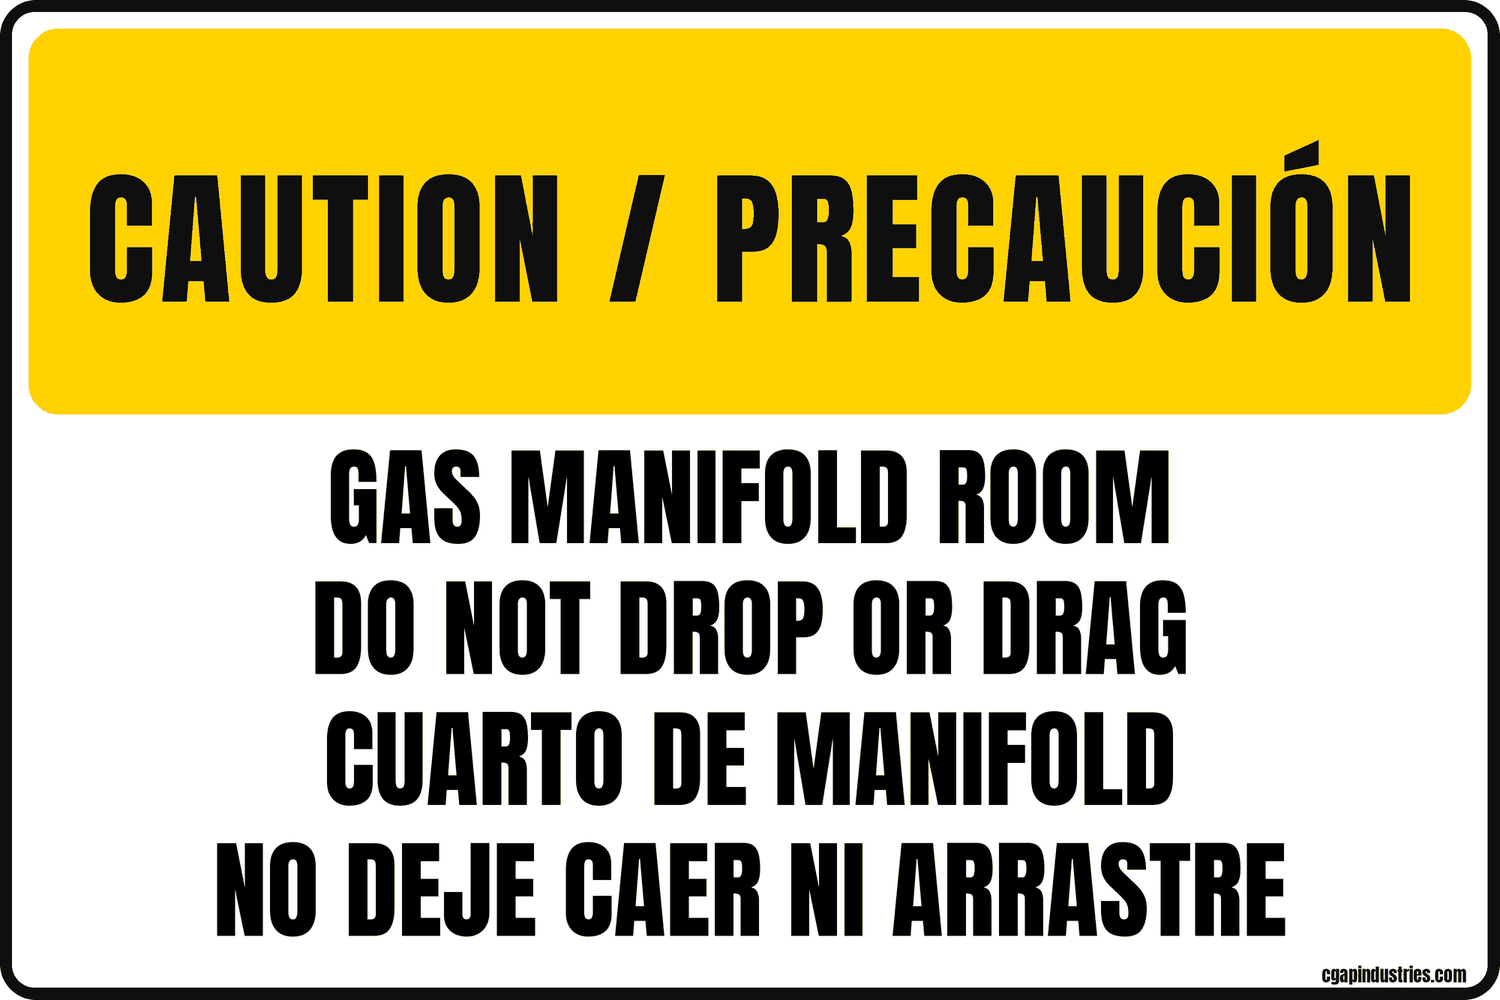 CAUTION / PRECAUCIÓN
GAS MANIFOLD ROOM
DO NOT DROP OR DRAG
CUARTO DE MANIFOLD
NO DEJE CAER NI ARRASTRE
cgapindustries.com